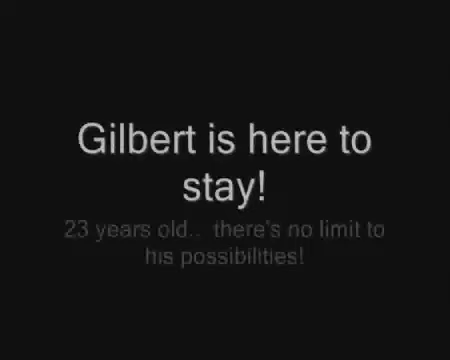 Gilbert is here to
stay!
23 years old.. there's no limit to
his possibilities!